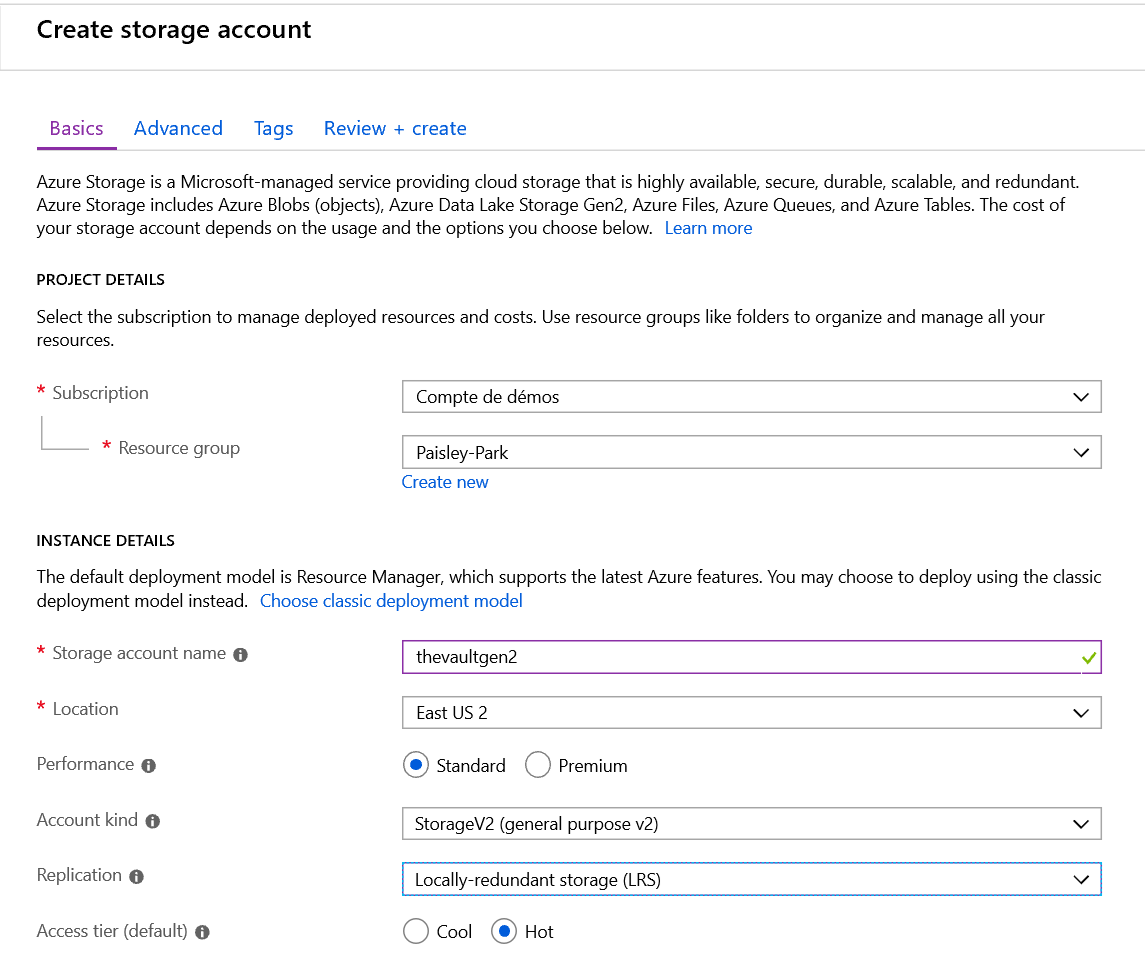 Create storage account
Basics Advanced Tags Review + create
Azure Storage is a Microsoft-managed service providing cloud storage that is highly available, secure, durable, scalable, and redundant.
Azure Storage includes Azure Blobs (objects), Azure Data Lake Storage Gen2, Azure Files, Azure Queues, and Azure Tables. The cost of
your storage account depends on the usage and the options you choose below. Learn more
PROJECT DETAILS
Select the subscription to manage deployed resources and costs. Use resource groups like folders to organize and manage all your
resources.
* Subscription Compte de démos
* Resource group Paisley-Park
Create new
INSTANCE DETAILS
The default deployment model is Resource Manager, which supports the latest Azure features. You may choose to deploy using the classic
deployment model instead. Choose classic deployment model
* Storage account name thevaultgen2
* Location East US 2
Performance Standard Premium
Account kind StorageV2 (general purpose v2)
Replication Locally-redundant storage (LRS)
Access tier (default) Cool Hot